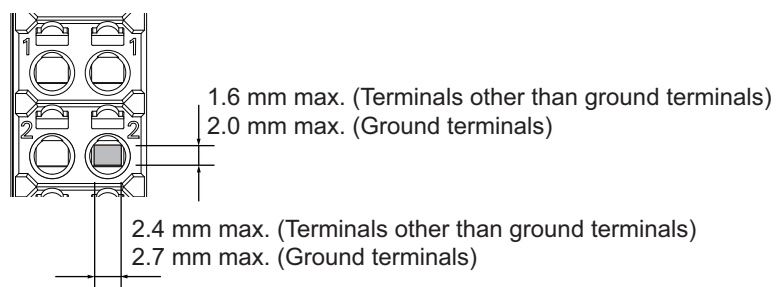 1 1
1.6 mm max. (Terminals other than ground terminals)
2 2
2.0 mm max. (Ground terminals)
2.4 mm max. (Terminals other than ground terminals)
2.7 mm max. (Ground terminals)